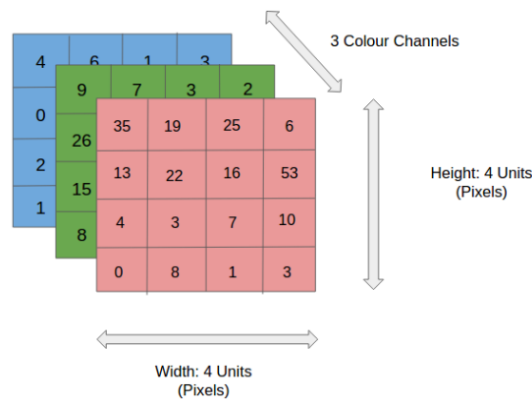 3 Colour Channels
4 6 1 3
9 7 3 2
0
35 19 25 6
26
13 22 16 53
Height: 4 Units
(Pixels)
2
15
4 3 7 10
1
8
0 8 1 3
Width: 4 Units
(Pixels)